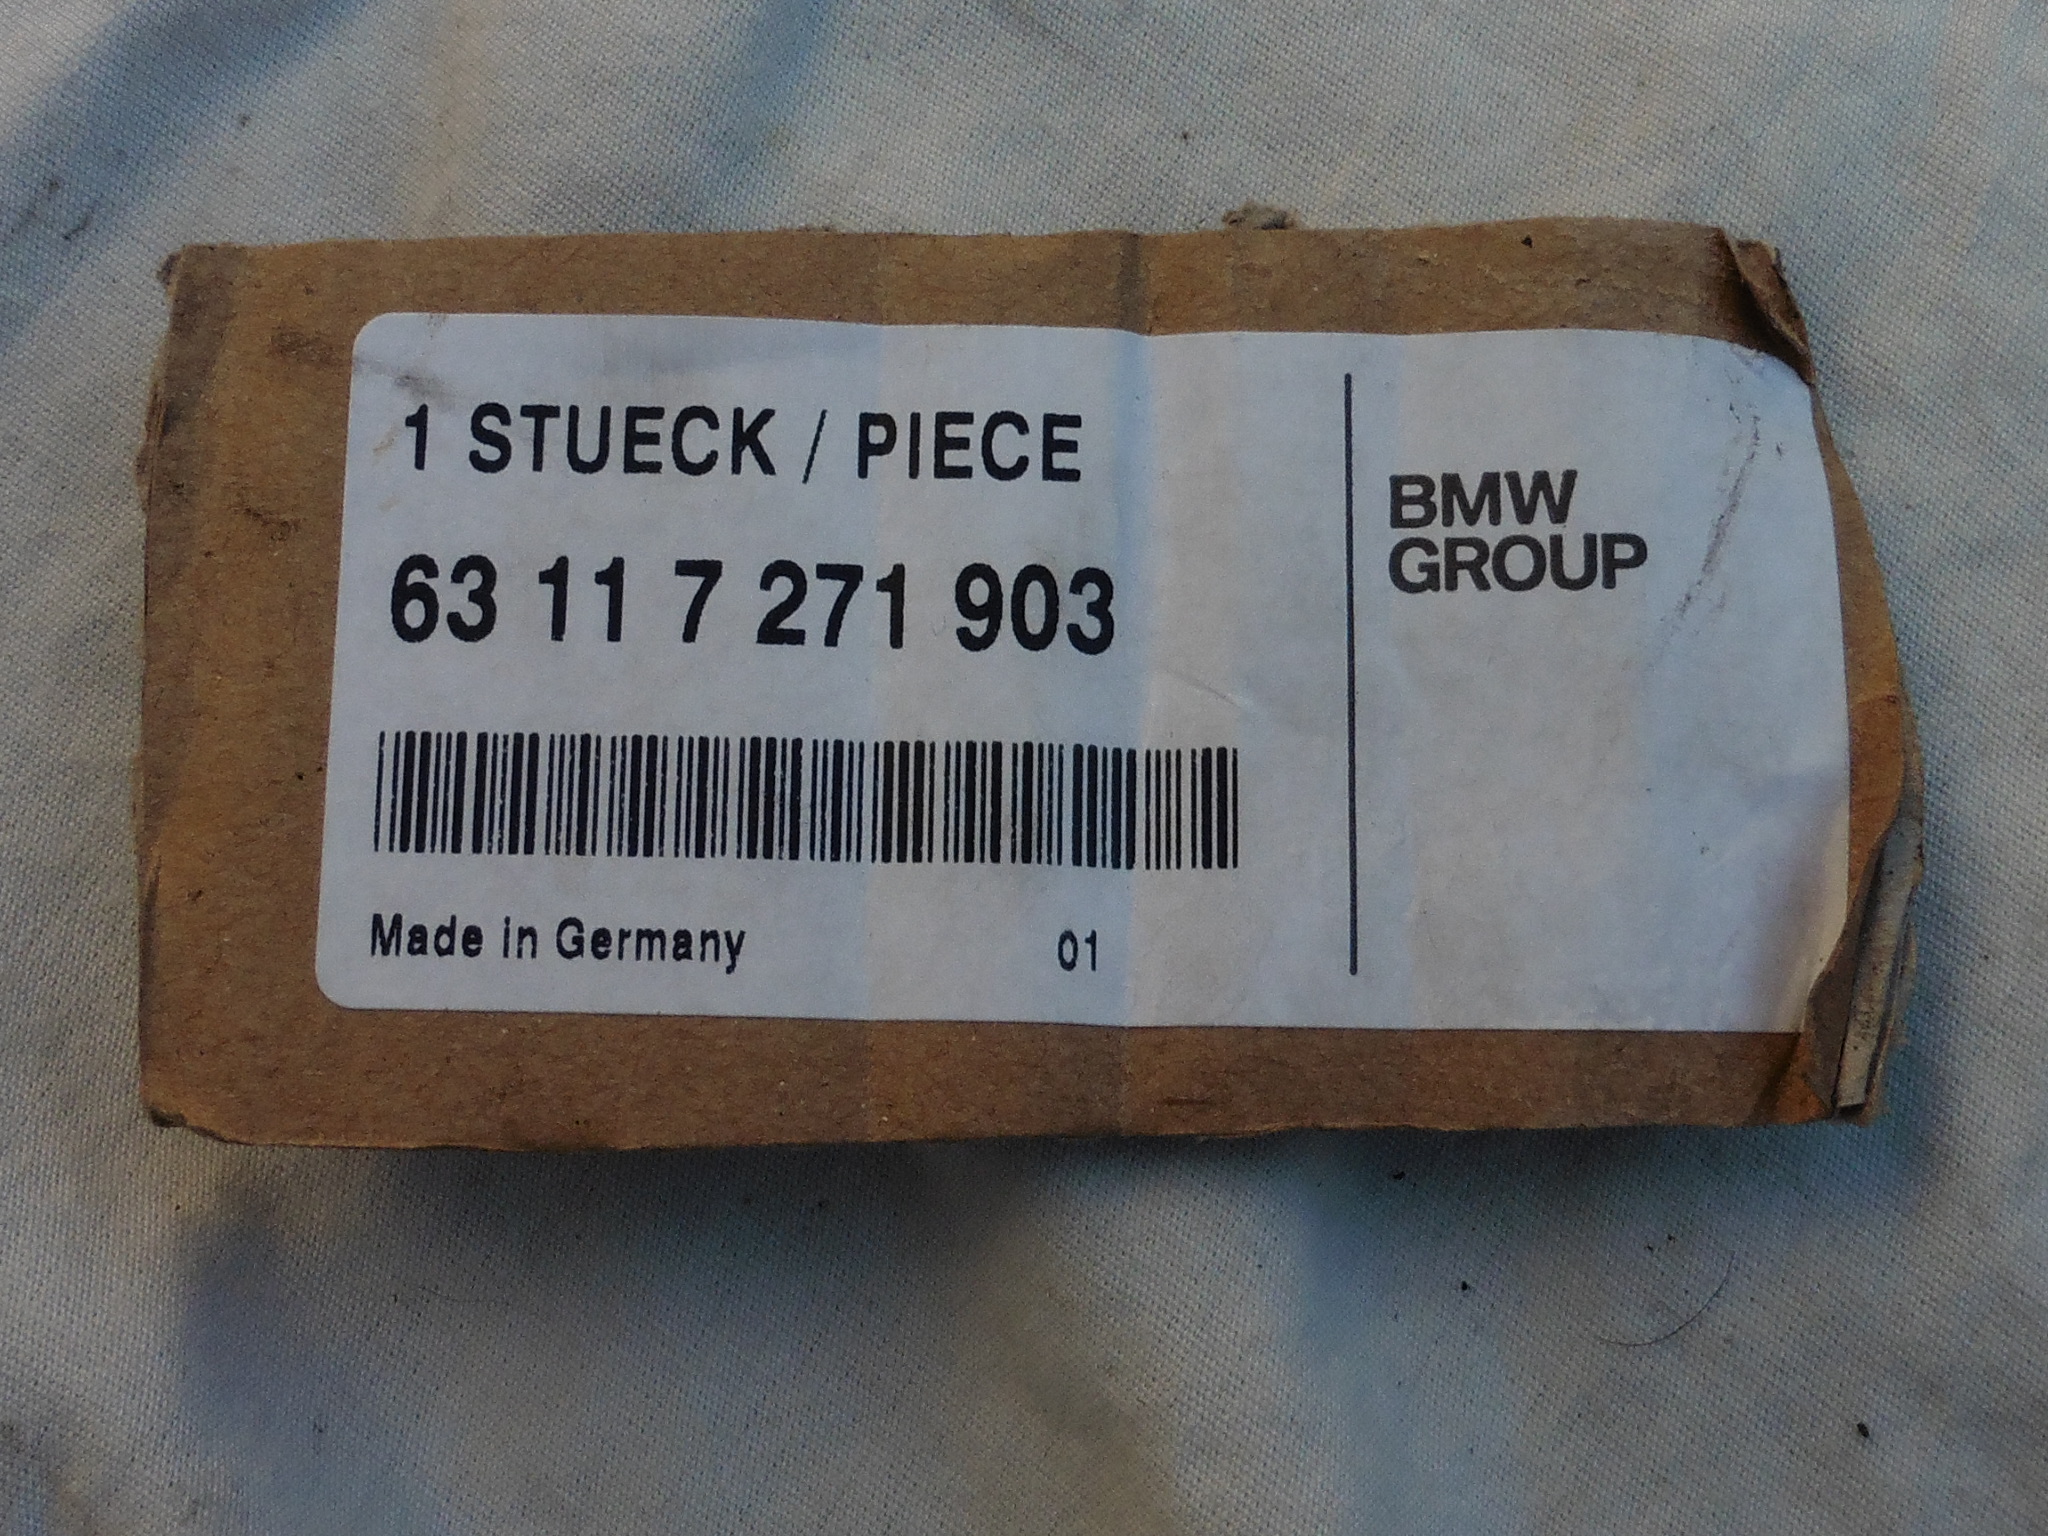 1 STUECK / PIECE
63 11 7 271 903
Made in Germany 01
BMW
GROUP